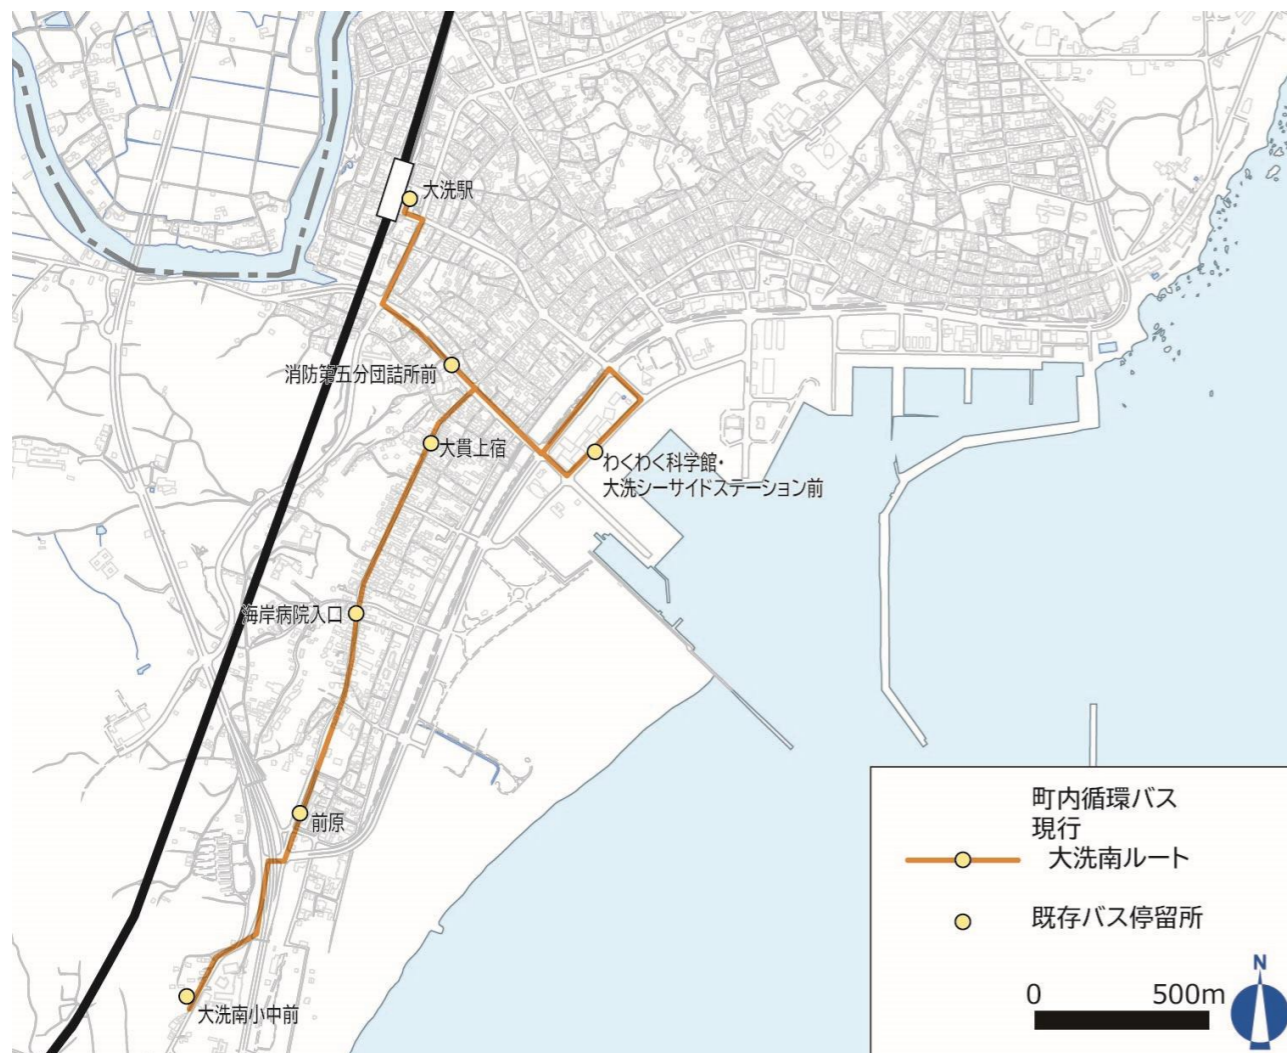 大洗駅
消防第五分団詰所前
大貫上宿
わくわく科学館・
大洗シーサイドステーション前
海岸病院入口
前原
大洗南小中前
町内循環バス
現行
大洗南ルート
既存バス停留所
N
0 500m